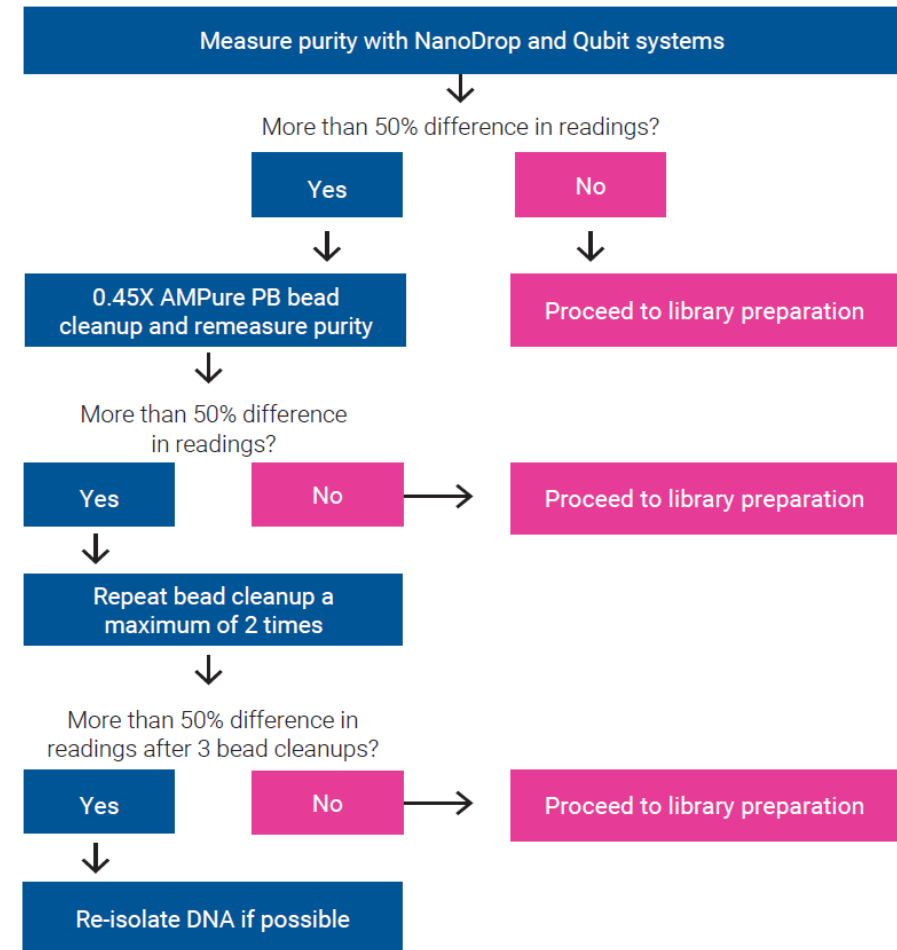 Measure purity with NanoDrop and Qubit systems
More than 50% difference in readings?
Yes
No
0.45X AMPure PB bead
cleanup and remeasure purity
Proceed to library preparation
More than 50% difference
in readings?
Yes
No
Proceed to library preparation
Repeat bead cleanup a
maximum of 2 times
More than 50% difference in
readings after 3 bead cleanups?
Yes
No
Proceed to library preparation
Re-isolate DNA if possible